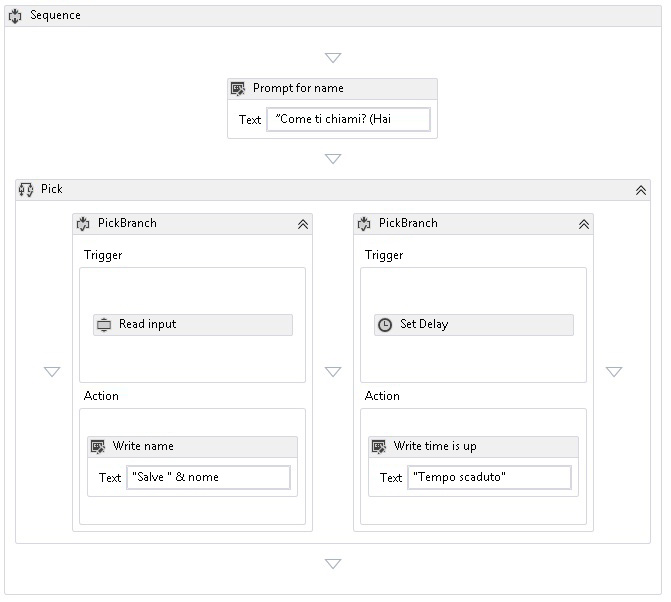 Sequence
Prompt for name
Text "Come ti chiami? (Hai
Pick
PickBranch
Trigger
Read input
Action
Write name
Text "Salve " & nome
PickBranch
Trigger
Set Delay
Action
Write time is up
Text "Tempo scaduto"